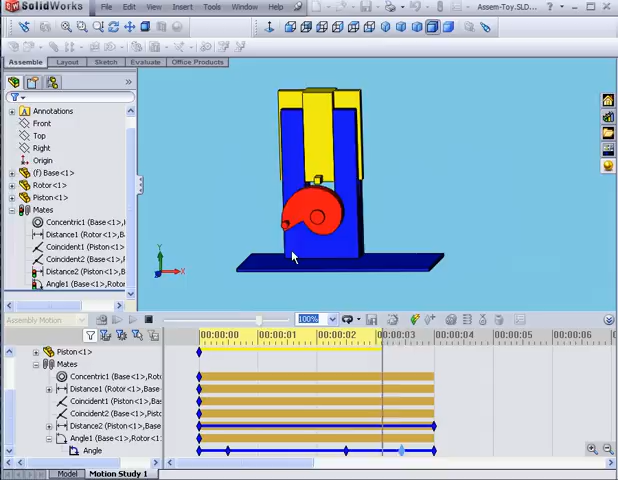 SolidWorks
File Edit View Insert Tools Window
Assem-Toy.SLD...
Assembly Layout Sketch Evaluate Office Products
Annotations
Front
Top
Right
Origin
(f) Base<1>
Rotor<1>
Piston<1>
Mates
Concentric1 (Base<1>,
Distance1 (Rotor<1>,
Coincident1 (Piston<1>
Coincident2 (Base<1>,
Distance2 (Piston<1>,
Angle1 (Base<1>,Rotor
Y
X
Assembly Motion
100%
00:00:00 00:00:01 00:00:02 00:00:03 00:00:04 00:00:05 00:00:06
Piston<1>
Mates
Concentric1 (Base<1>,Rot
Distance1 (Rotor<1>,Base
Coincident1 (Piston<1>,Ba
Coincident2 (Base<1>,Pisto
Distance2 (Piston<1>,Base
Angle1 (Base<1>,Rotor<1
Angle
Model Motion Study 1